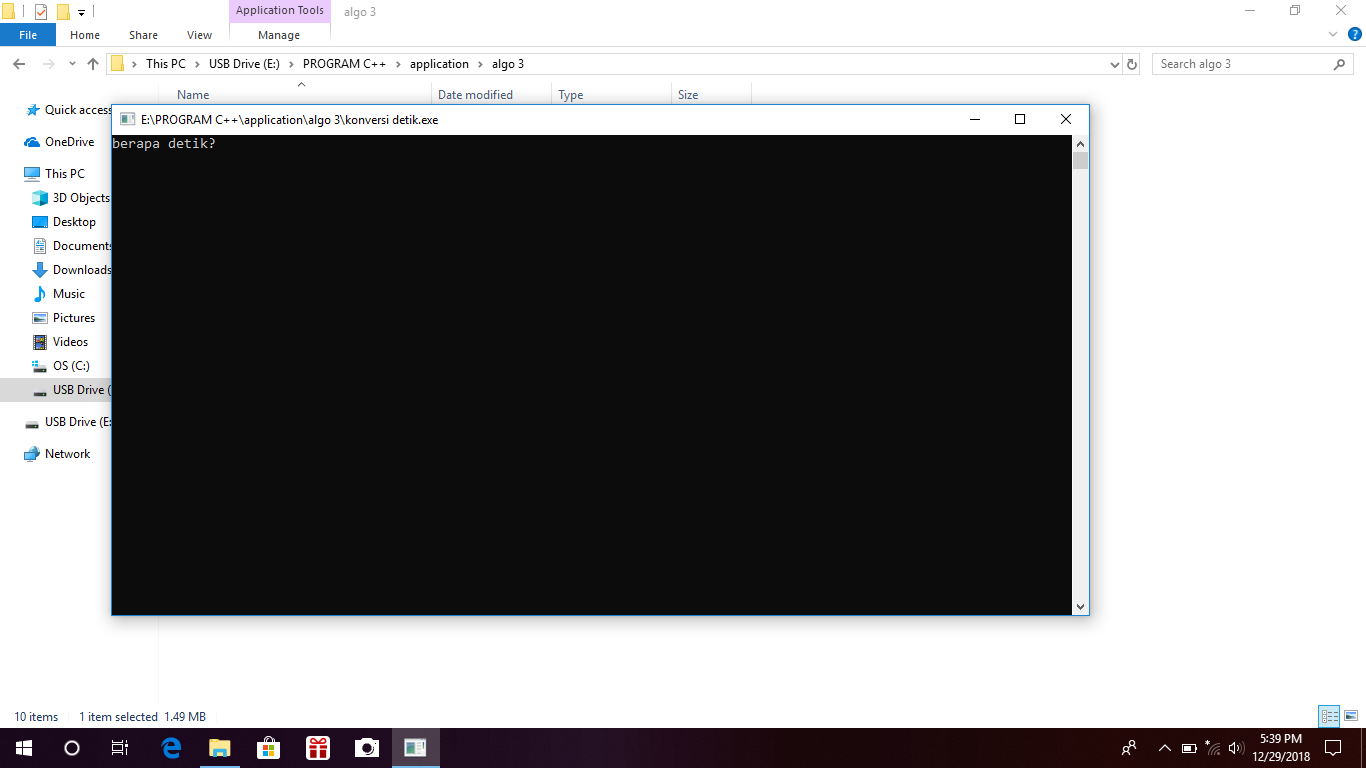 Application Tools
algo 3
File
Home
Share
View
Manage
This PC
USB Drive (E:)
PROGRAM C++
application
algo 3
Search algo 3
Name
Date modified
Type
Size
Quick access
OneDrive
This PC
3D Objects
Desktop
Documents
Downloads
Music
Pictures
Videos
OS (C:)
USB Drive (
USB Drive (E:
Network
E:\PROGRAM C++\application\algo 3\konversi detik.exe
berapa detik?
10 items
1 item selected
1.49 MB
5:39 PM
12/29/2018